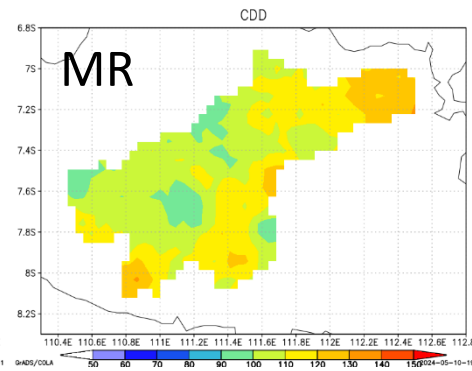 CDD
MR
6.8S
7S
7.2S
7.4S
7.6S
7.8S
8S
8.2S
110.4E 110.6E 110.8E 111E 111.2E 111.4E 111.6E 111.8E 112E 112.2E 112.4E 112.6E 112.8
GrADS/COLA
2024-05-10-1
50 60 70 80 90 100 110 120 130 140 150